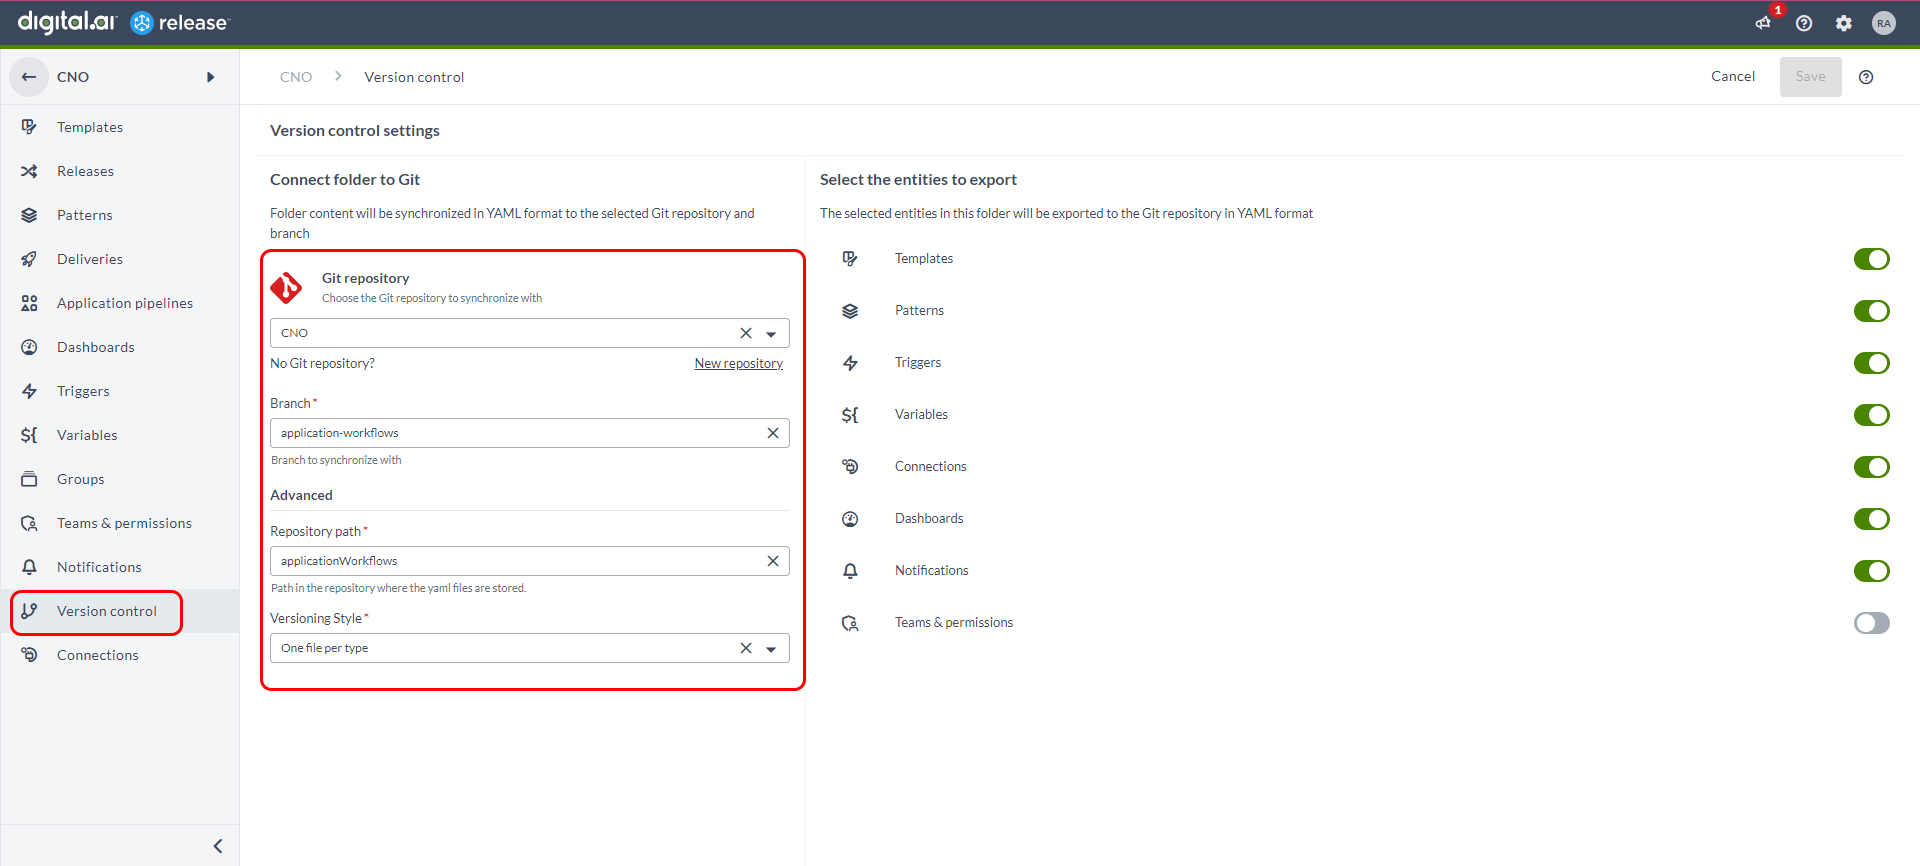 digital.ai release
1
RA
CNO
CNO
Version control
Cancel
Save
Templates
Releases
Patterns
Deliveries
Application pipelines
Dashboards
Triggers
Variables
Groups
Teams & permissions
Notifications
Version control
Connections
Version control settings
Connect folder to Git
Folder content will be synchronized in YAML format to the selected Git repository and
branch
Git repository
Choose the Git repository to synchronize with
CNO
No Git repository?
New repository
Branch*
application-workflows
Branch to synchronize with
Advanced
Repository path*
applicationWorkflows
Path in the repository where the yaml files are stored.
Versioning Style*
One file per type
Select the entities to export
The selected entities in this folder will be exported to the Git repository in YAML format
Templates
Patterns
Triggers
Variables
Connections
Dashboards
Notifications
Teams & permissions